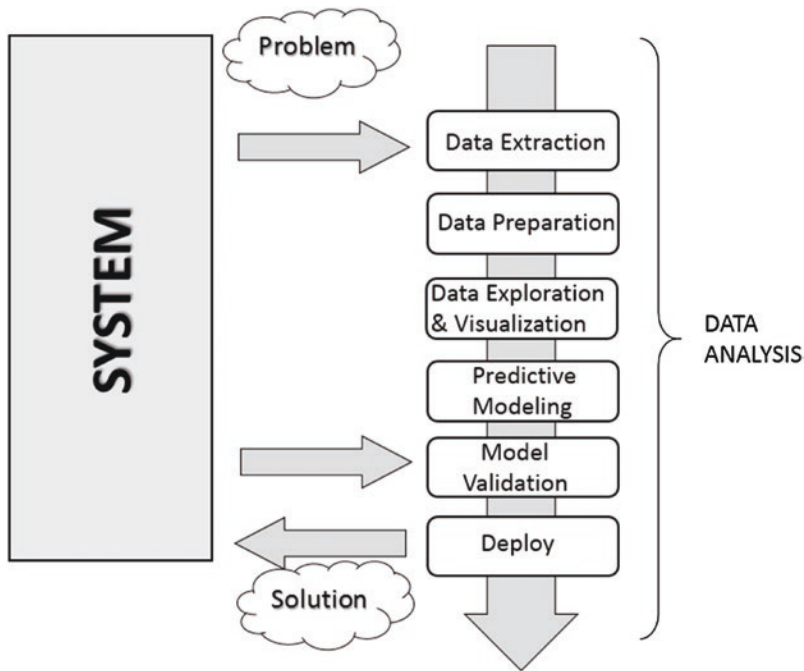 SYSTEM
Problem
Data Extraction
Data Preparation
Data Exploration
& Visualization
Predictive
Modeling
Model
Validation
Deploy
Solution
DATA
ANALYSIS